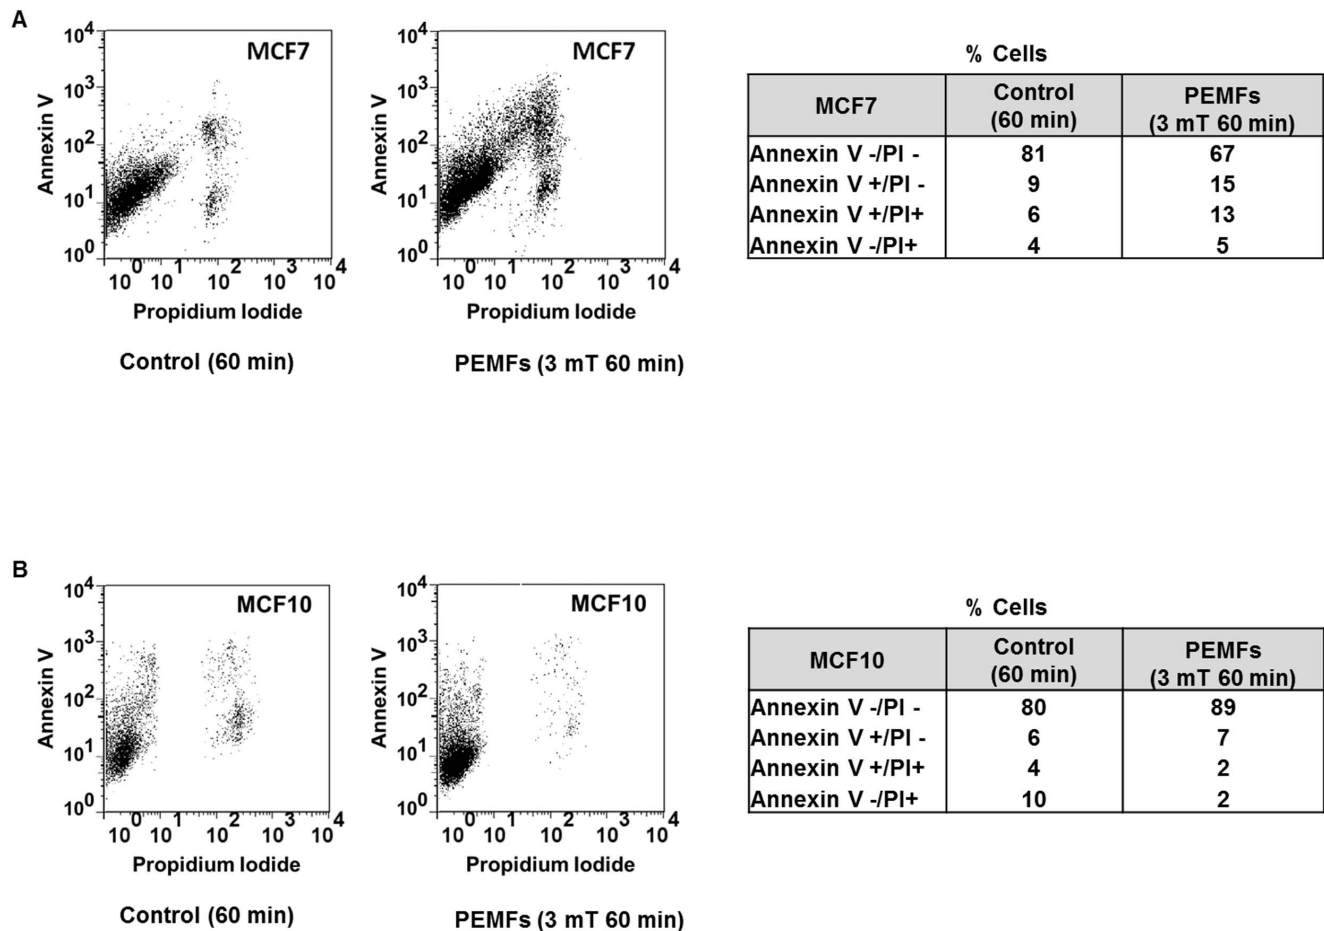 A
MCF7
10^4
10^3
10^2
10^1
10^0
Annexin V
10^0 10^1 10^2 10^3 10^4
Propidium Iodide
Control (60 min)
MCF7
10^4
10^3
10^2
10^1
10^0
Annexin V
10^0 10^1 10^2 10^3 10^4
Propidium Iodide
PEMFs (3 mT 60 min)
% Cells
MCF7 Control (60 min) PEMFs (3 mT 60 min)
Annexin V -/PI - 81 67
Annexin V +/PI - 9 15
Annexin V +/PI+ 6 13
Annexin V -/PI+ 4 5
B
MCF10
10^4
10^3
10^2
10^1
10^0
Annexin V
10^0 10^1 10^2 10^3 10^4
Propidium Iodide
Control (60 min)
MCF10
10^4
10^3
10^2
10^1
10^0
Annexin V
10^0 10^1 10^2 10^3 10^4
Propidium Iodide
PEMFs (3 mT 60 min)
% Cells
MCF10 Control (60 min) PEMFs (3 mT 60 min)
Annexin V -/PI - 80 89
Annexin V +/PI - 6 7
Annexin V +/PI+ 4 2
Annexin V -/PI+ 10 2